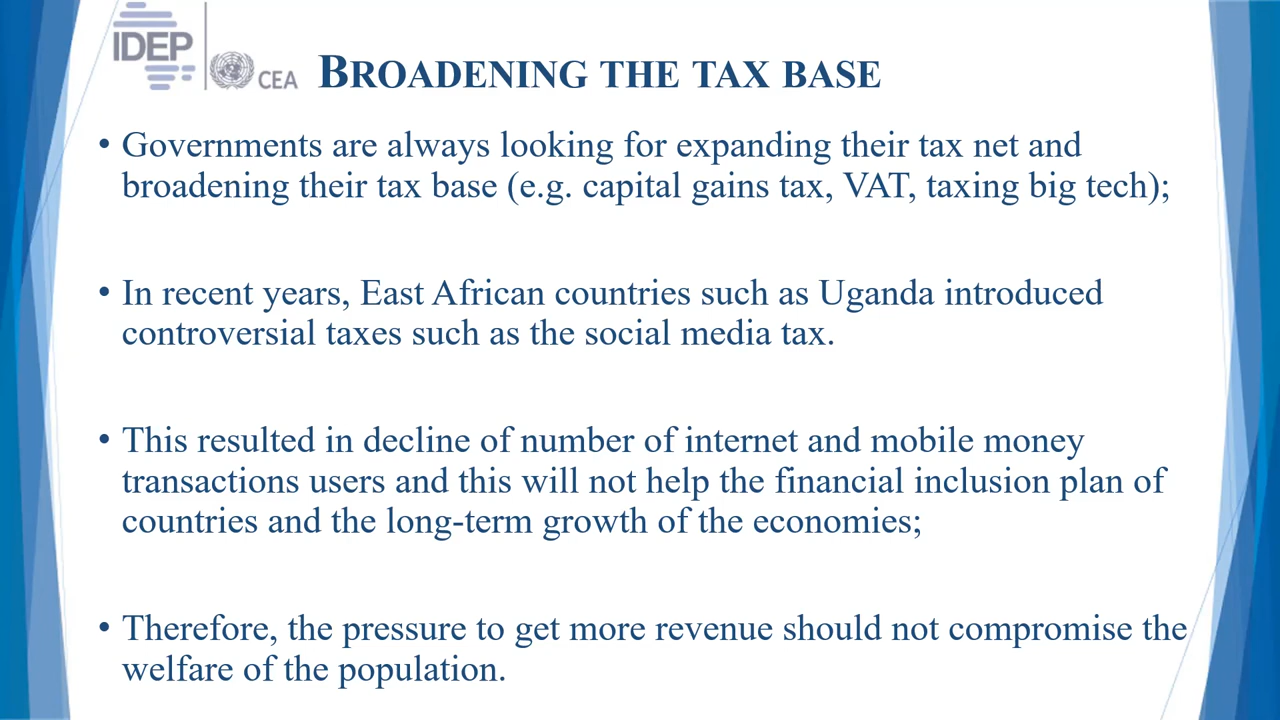 IDEP
CEA
BROADENING THE TAX BASE
• Governments are always looking for expanding their tax net and
broadening their tax base (e.g. capital gains tax, VAT, taxing big tech);
• In recent years, East African countries such as Uganda introduced
controversial taxes such as the social media tax.
• This resulted in decline of number of internet and mobile money
transactions users and this will not help the financial inclusion plan of
countries and the long-term growth of the economies;
• Therefore, the pressure to get more revenue should not compromise the
welfare of the population.